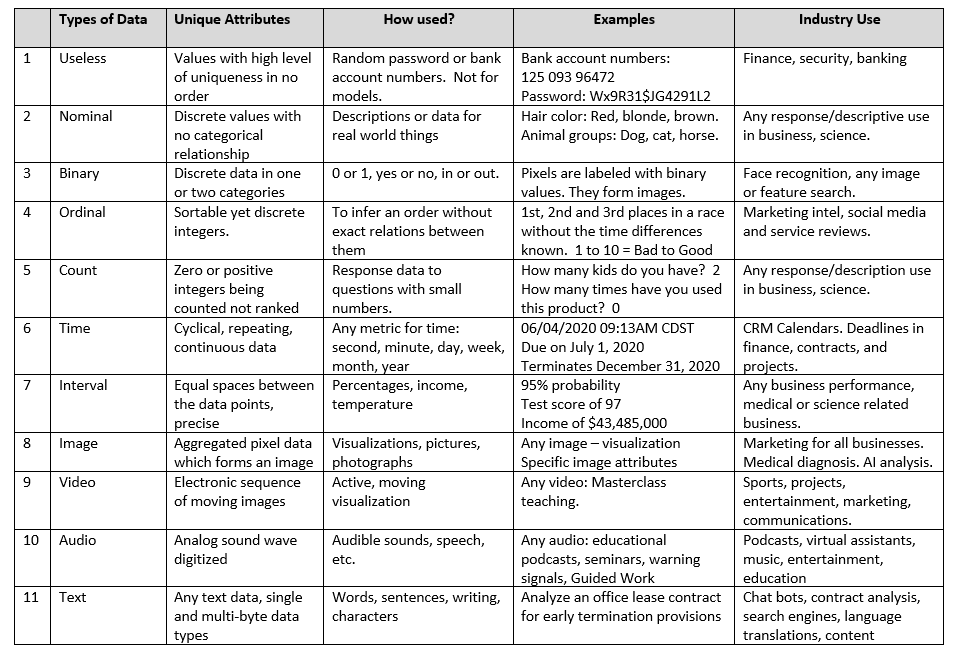 Types of Data Unique Attributes How used? Examples Industry Use
1 Useless Values with high level Random password or bank Bank account numbers: Finance, security, banking
of uniqueness in no account numbers. Not for 125 093 96472
order models. Password: Wx9R31$JG4291L2
2 Nominal Discrete values with Descriptions or data for Hair color: Red, blonde, brown. Any response/descriptive use
no categorical real world things Animal groups: Dog, cat, horse. in business, science.
relationship
3 Binary Discrete data in one 0 or 1, yes or no, in or out. Pixels are labeled with binary Face recognition, any image
or two categories values. They form images. or feature search.
4 Ordinal Sortable yet discrete To infer an order without 1st, 2nd and 3rd places in a race Marketing intel, social media
integers. exact relations between without the time differences and service reviews.
them known. 1 to 10 = Bad to Good
5 Count Zero or positive Response data to How many kids do you have? 2 Any response/description use
integers being questions with small How many times have you used in business, science.
counted not ranked numbers. this product? 0
6 Time Cyclical, repeating, Any metric for time: 06/04/2020 09:13AM CDST CRM Calendars. Deadlines in
continuous data second, minute, day, week, Due on July 1, 2020 finance, contracts, and
month, year Terminates December 31, 2020 projects.
7 Interval Equal spaces between Percentages, income, 95% probability Any business performance,
the data points, temperature Test score of 97 medical or science related
precise Income of $43,485,000 business.
8 Image Aggregated pixel data Visualizations, pictures, Any image – visualization Marketing for all businesses.
which forms an image photographs Specific image attributes Medical diagnosis. AI analysis.
9 Video Electronic sequence Active, moving Any video: Masterclass Sports, projects,
of moving images visualization teaching. entertainment, marketing,
communications.
10 Audio Analog sound wave Audible sounds, speech, Any audio: educational Podcasts, virtual assistants,
digitized etc. podcasts, seminars, warning music, entertainment,
signals, Guided Work education
11 Text Any text data, single Words, sentences, writing, Analyze an office lease contract Chat bots, contract analysis,
and multi-byte data characters for early termination provisions search engines, language
types translations, content